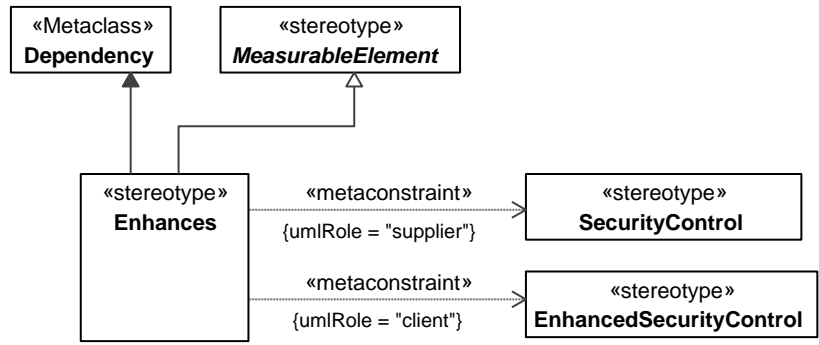 «Metaclass»
Dependency
«stereotype»
MeasurableElement
«stereotype»
Enhances
«metaconstraint»
{umlRole = "supplier"}
«stereotype»
SecurityControl
«metaconstraint»
{umlRole = "client"}
«stereotype»
EnhancedSecurityControl